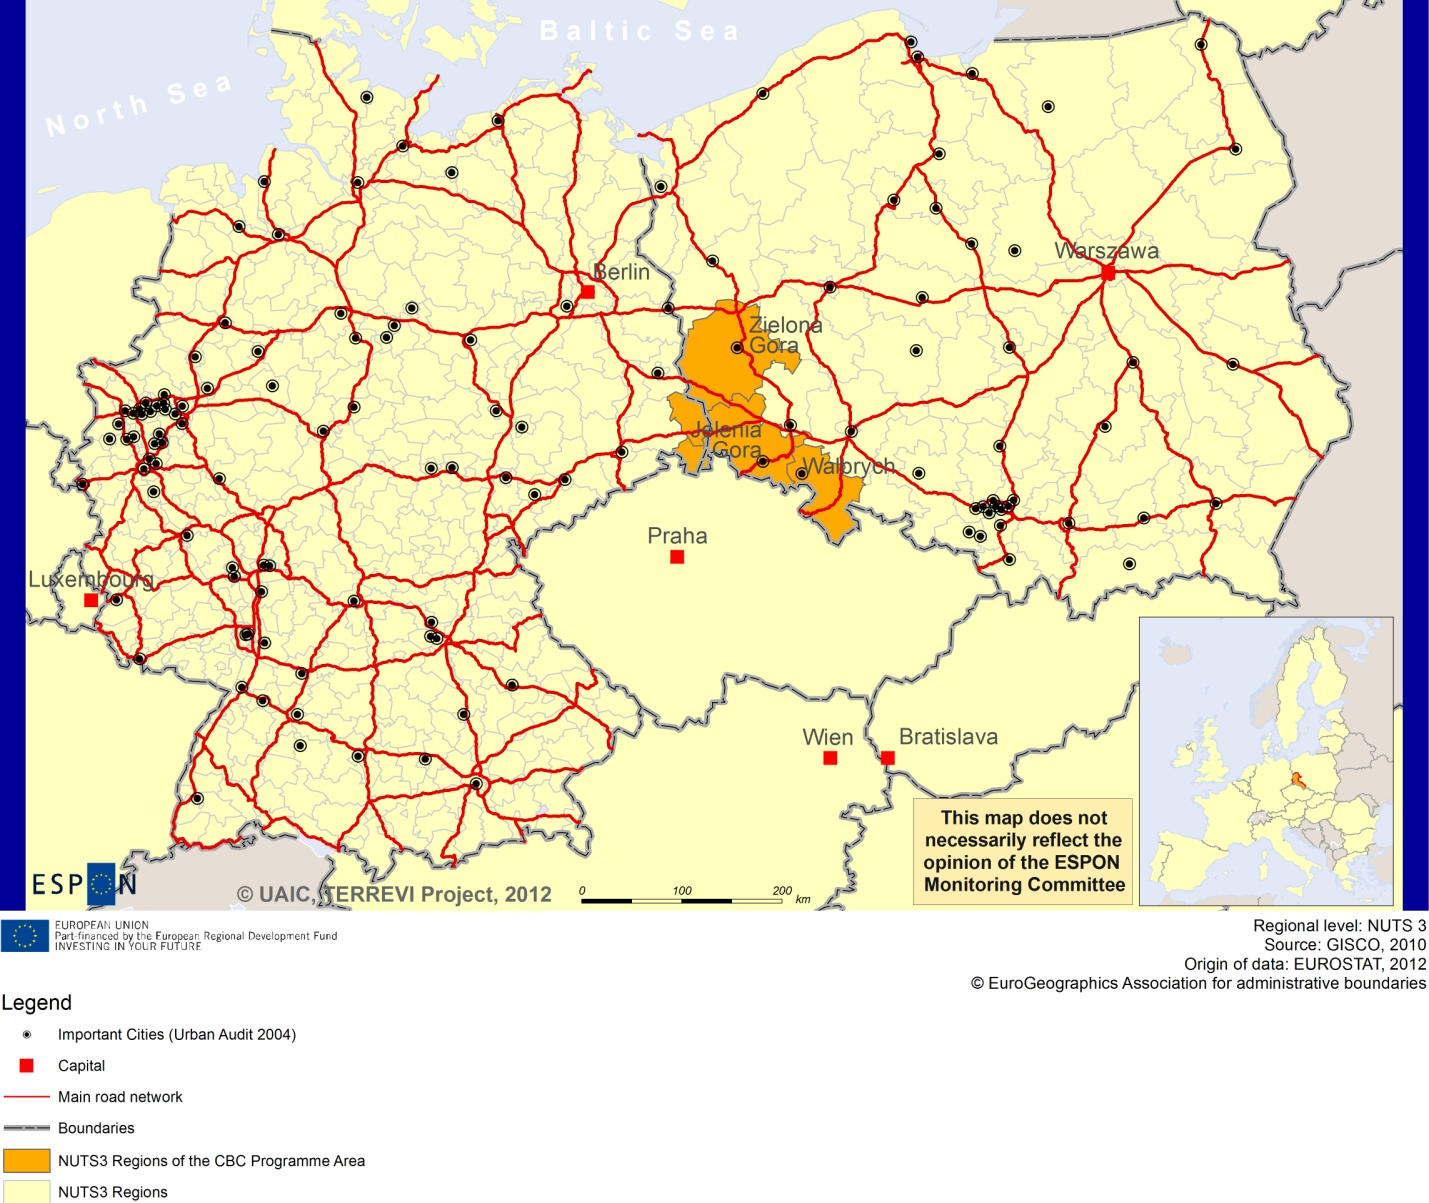 Baltic Sea
North Sea
Warszawa
Berlin
Zielona
Gora
Jelenia
Gora
Walbrych
Praha
Luxembourg
Wien
Bratislava
This map does not
necessarily reflect the
opinion of the ESPON
Monitoring Committee
ESPON
© UAIC, TERREVI Project, 2012
0 100 200
km
EUROPEAN UNION
Part-financed by the European Regional Development Fund
INVESTING IN YOUR FUTURE
Regional level: NUTS 3
Source: GISCO, 2010
Origin of data: EUROSTAT, 2012
© EuroGeographics Association for administrative boundaries
Legend
Important Cities (Urban Audit 2004)
Capital
Main road network
Boundaries
NUTS3 Regions of the CBC Programme Area
NUTS3 Regions